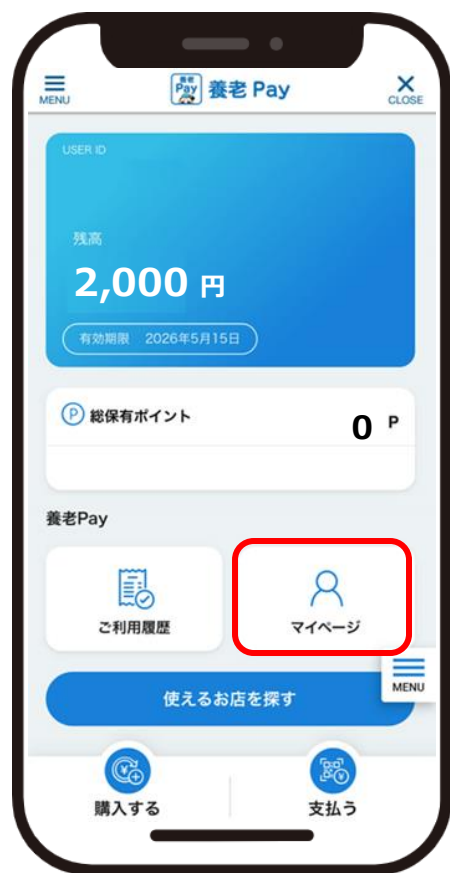 MENU
養老 Pay
養老 Pay
CLOSE
USER ID
残高
2,000 円
有効期限 2026年5月15日
P 総保有ポイント
0 P
養老Pay
ご利用履歴
マイページ
MENU
使えるお店を探す
購入する
支払う